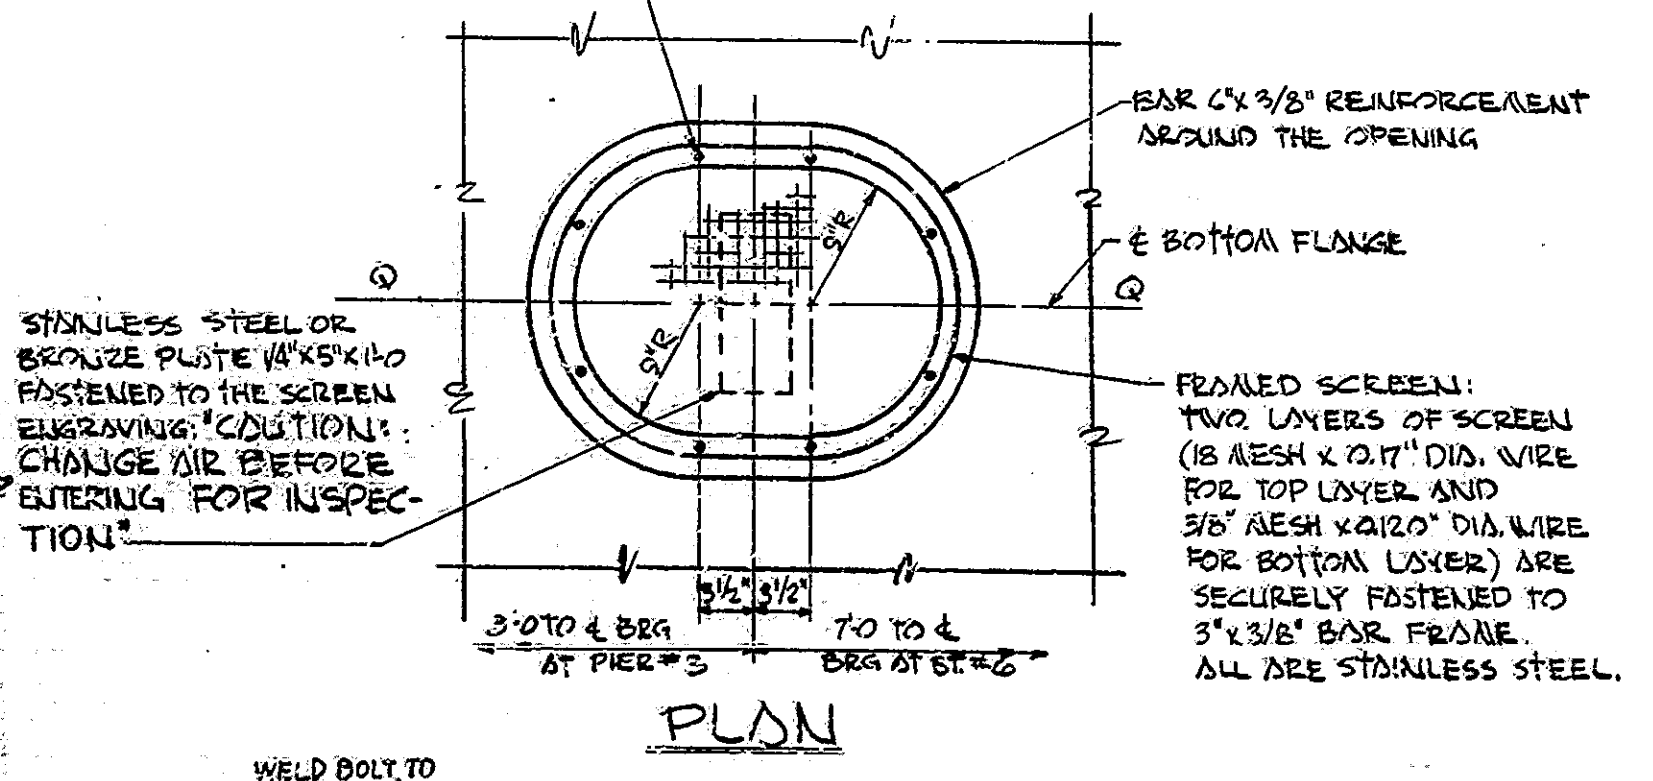 BAR 6"x 3/8" REINFORCEMENT
AROUND THE OPENING
℄ BOTTOM FLANGE
Q
Q
STAINLESS STEEL OR
BRONZE PLATE 1/4"x5"x1'-0
FASTENED TO THE SCREEN
ENGRAVING: "CAUTION:
CHANGE AIR BEFORE
ENTERING FOR INSPEC-
TION"
9"R
9"R
FRAMED SCREEN:
TWO LAYERS OF SCREEN
(18 MESH x 0.17" DIA. WIRE
FOR TOP LAYER AND
3/8" MESH x 0.120" DIA. WIRE
FOR BOTTOM LAYER) ARE
SECURELY FASTENED TO
3"x 3/8" BAR FRAME.
ALL ARE STAINLESS STEEL.
3 1/2" 3 1/2"
3'-0 TO ℄ BRG
AT PIER #3
7'-0 TO ℄
BRG AT BT. #6
PLAN
WELD BOLT TO